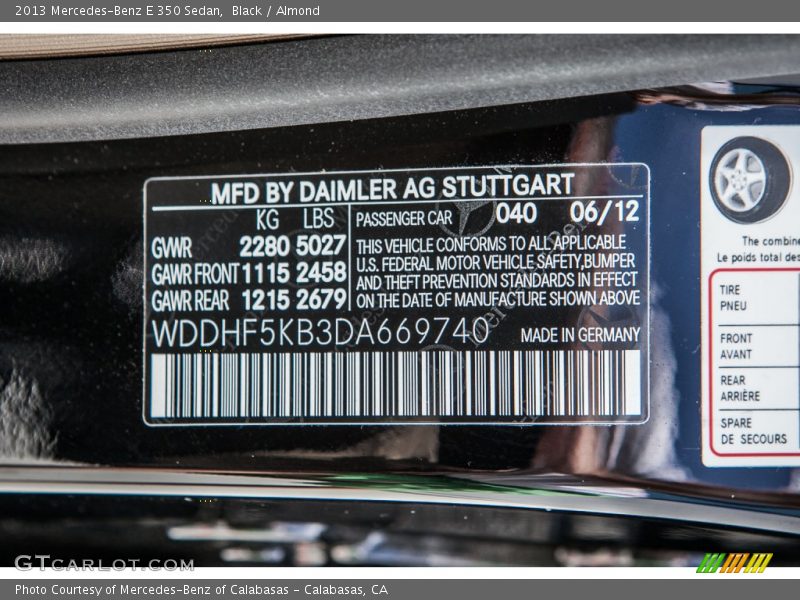 2013 Mercedes-Benz E 350 Sedan, Black / Almond
MFD BY DAIMLER AG STUTTGART
KG LBS
GVWR 2280 5027
GAWR FRONT 1115 2458
GAWR REAR 1215 2679
PASSENGER CAR 040 06/12
THIS VEHICLE CONFORMS TO ALL APPLICABLE
U.S. FEDERAL MOTOR VEHICLE SAFETY, BUMPER
AND THEFT PREVENTION STANDARDS IN EFFECT
ON THE DATE OF MANUFACTURE SHOWN ABOVE
WDDHF5KB3DA669740 MADE IN GERMANY
The combine
Le poids total des
TIRE
PNEU
FRONT
AVANT
REAR
ARRIÈRE
SPARE
DE SECOURS
GTCARLOT.COM
Photo Courtesy of Mercedes-Benz of Calabasas - Calabasas, CA